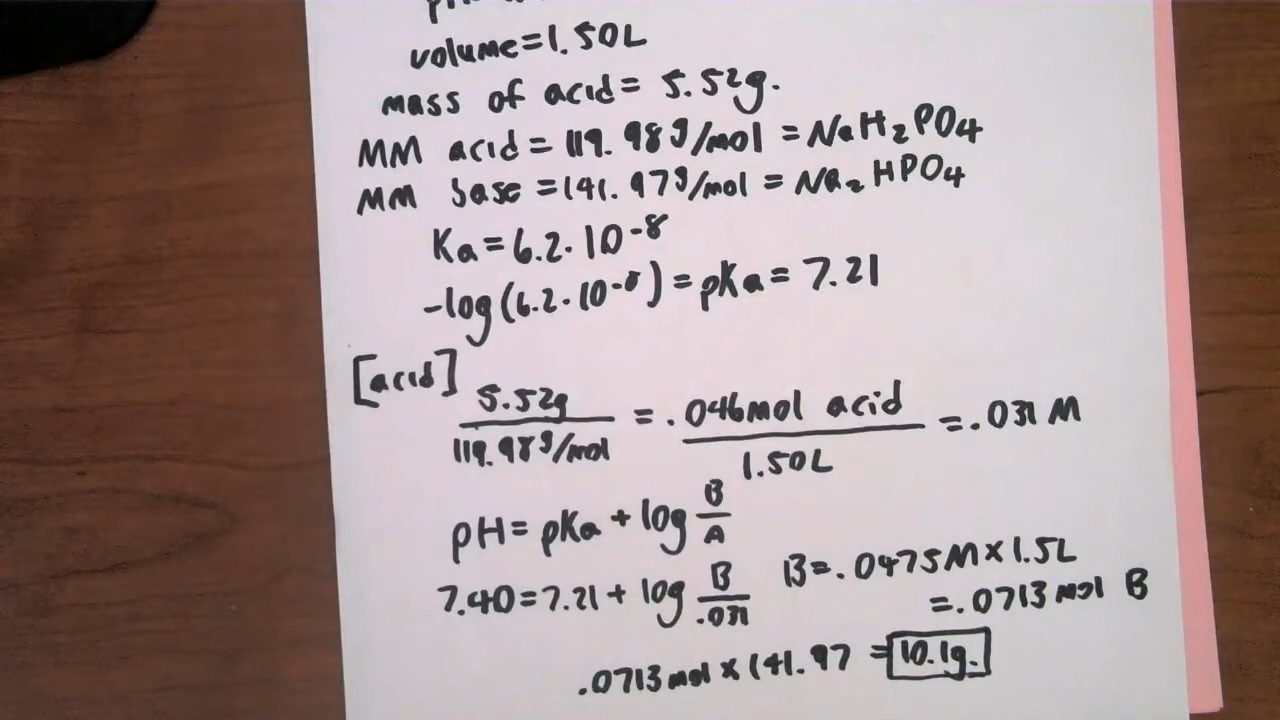 pH
volume=1.50L
mass of acid= 5.52g.
MM acid = 119.98g/mol = NaH₂PO₄
MM base =141.97g/mol = Na₂HPO₄
Ka=6.2·10⁻⁸
-log(6.2·10⁻⁸)=pKa=7.21
[acid]
5.52g / 119.98g/mol = .046mol acid / 1.50L =.031 M
pH= pKa + log B/A
7.40=7.21+ log B/.031
B=.0475M×1.5L
=.0713 mol B
.0713mol × 141.97 =10.1g.